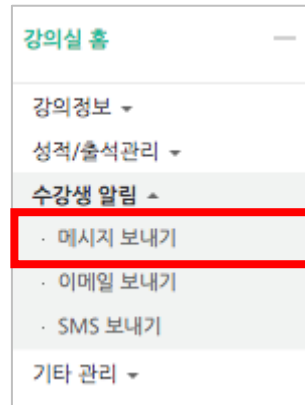 강의실 홈
강의정보
성적/출석관리
수강생 알림
· 메시지 보내기
· 이메일 보내기
· SMS 보내기
기타 관리